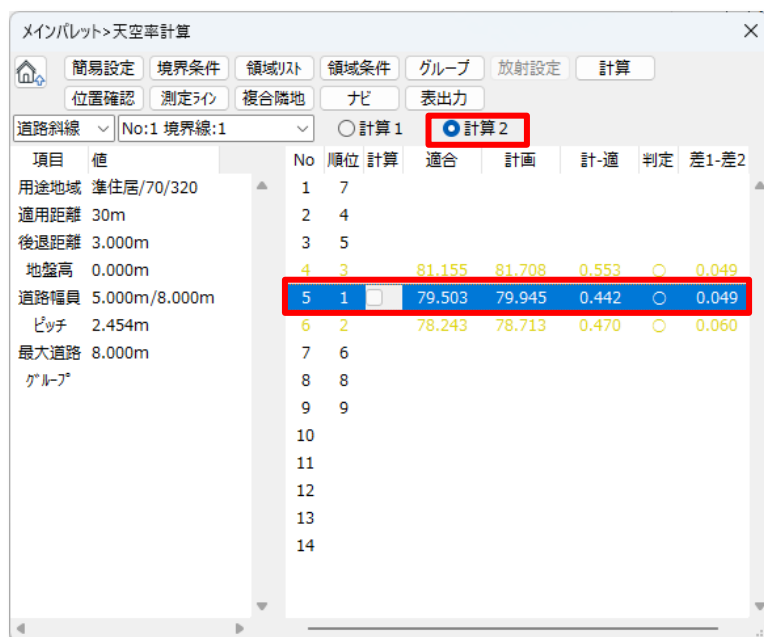 メインパレット>天空率計算
簡易設定 境界条件 領域リスト 領域条件 グループ 放射設定 計算
位置確認 測定ライン 複合隣地 ナビ 表出力
道路斜線 No:1 境界線:1 計算1 計算2
項目 値
用途地域 準住居/70/320
適用距離 30m
後退距離 3.000m
地盤高 0.000m
道路幅員 5.000m/8.000m
ピッチ 2.454m
最大道路 8.000m
グループ
No 順位 計算 適合 計画 計-適 判定 差1-差2
1 7
2 4
3 5
4 3 81.155 81.708 0.553 ○ 0.049
5 1 79.503 79.945 0.442 ○ 0.049
6 2 78.243 78.713 0.470 ○ 0.060
7 6
8 8
9 9
10
11
12
13
14